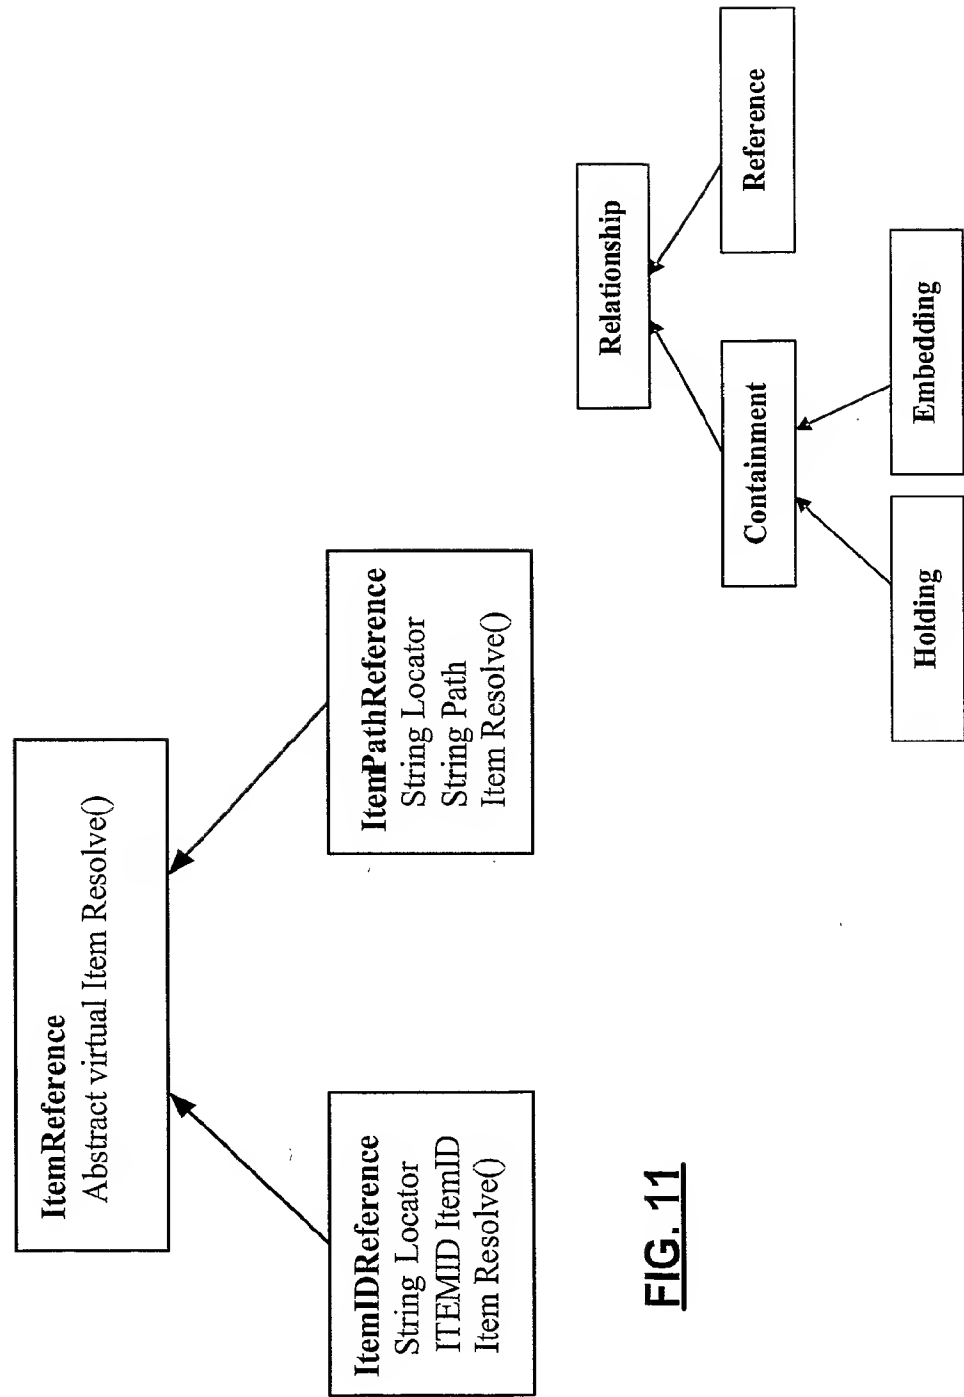 ItemReference
Abstract virtual Item Resolve()
ItemIDReference
String Locator
ITEMID ItemID
Item Resolve()
ItemPathReference
String Locator
String Path
Item Resolve()
Relationship
Containment
Reference
Holding
Embedding
FIG. 11